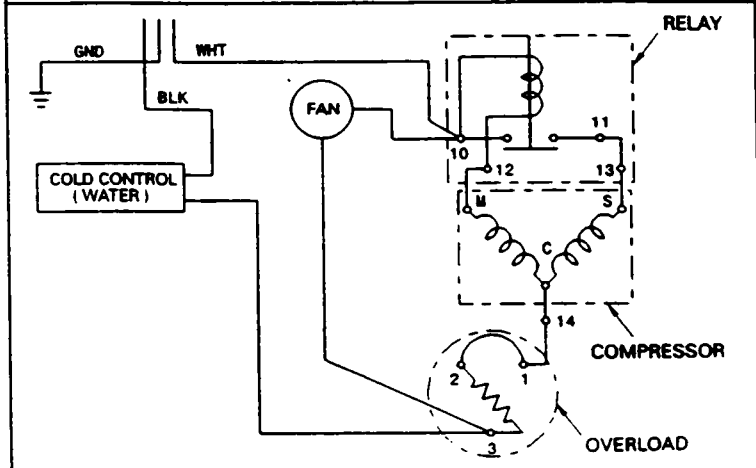 RELAY
GND
WHT
BLK
FAN
11
10
12
13
COLD CONTROL
(WATER)
M
S
C
14
COMPRESSOR
2
1
3
OVERLOAD